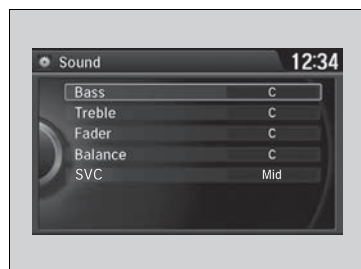 Sound 12:34
Bass C
Treble C
Fader C
Balance C
SVC Mid